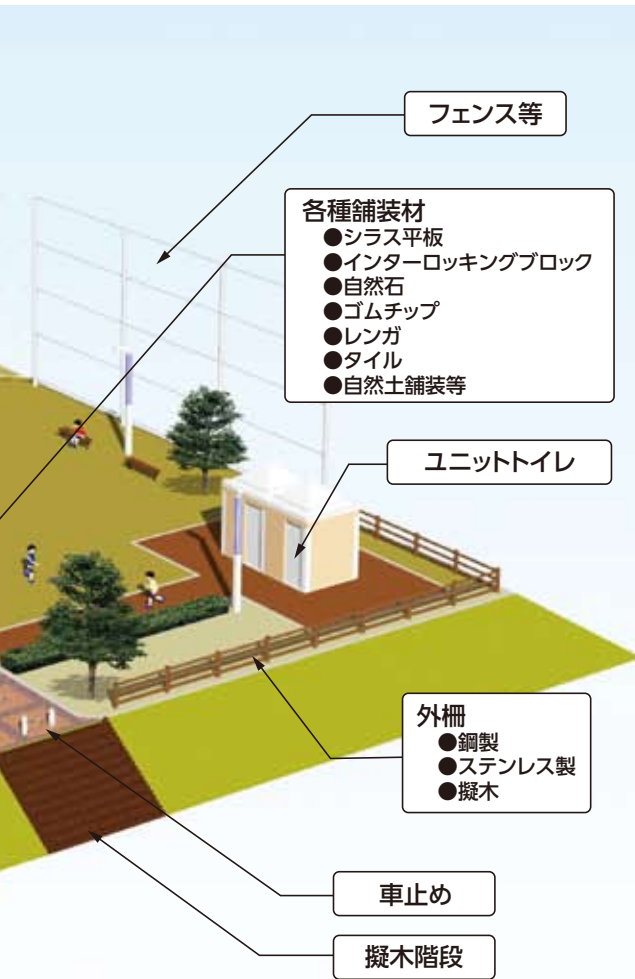 フェンス等
各種舗装材
●シラス平板
●インターロッキングブロック
●自然石
●ゴムチップ
●レンガ
●タイル
●自然土舗装等
ユニットトイレ
外柵
●鋼製
●ステンレス製
●擬木
車止め
擬木階段